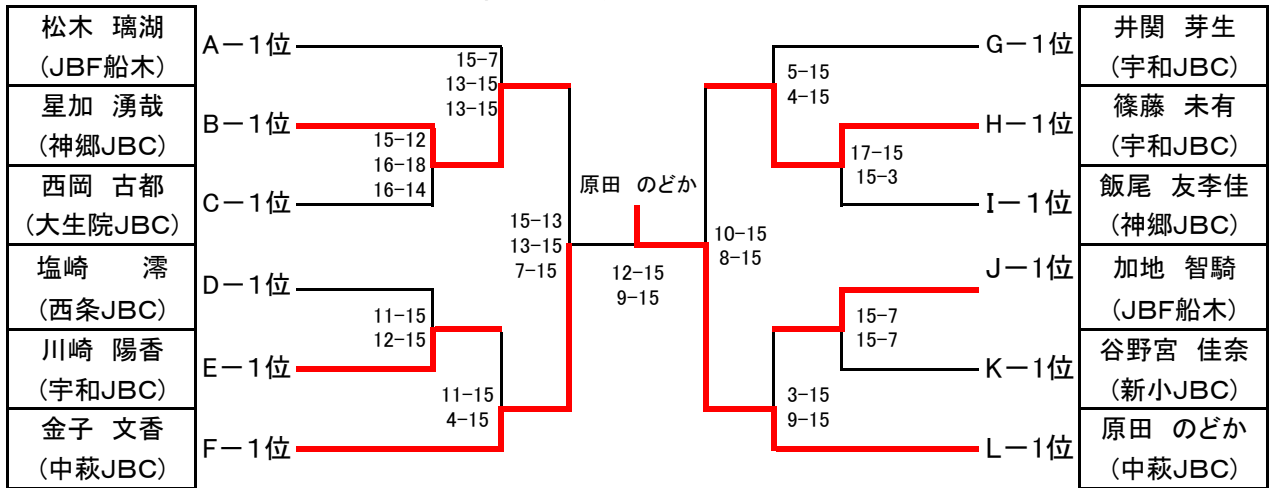 松木 璃湖
(JBF船木)
A－1位
星加 湧哉
(神郷JBC)
B－1位
西岡 古都
(大生院JBC)
C－1位
塩崎 澪
(西条JBC)
D－1位
川崎 陽香
(宇和JBC)
E－1位
金子 文香
(中萩JBC)
F－1位
15-7
13-15
13-15
15-12
16-18
16-14
11-15
12-15
11-15
4-15
15-13
13-15
7-15
原田 のどか
12-15
9-15
10-15
8-15
5-15
4-15
17-15
15-3
15-7
15-7
3-15
9-15
G－1位
井関 芽生
(宇和JBC)
H－1位
篠藤 未有
(宇和JBC)
I－1位
飯尾 友李佳
(神郷JBC)
J－1位
加地 智騎
(JBF船木)
K－1位
谷野宮 佳奈
(新小JBC)
L－1位
原田 のどか
(中萩JBC)